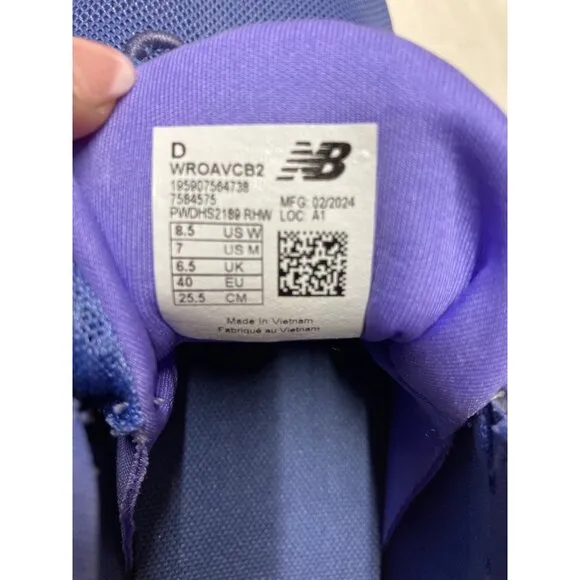 D
NB
WROAVCB2
195907564738
7584575
PWDHS2189 RHW
MFG: 02/2024
LOC: A1
8.5 US W
7 US M
6.5 UK
40 EU
25.5 CM
Made In Vietnam
Fabriqué au Vietnam